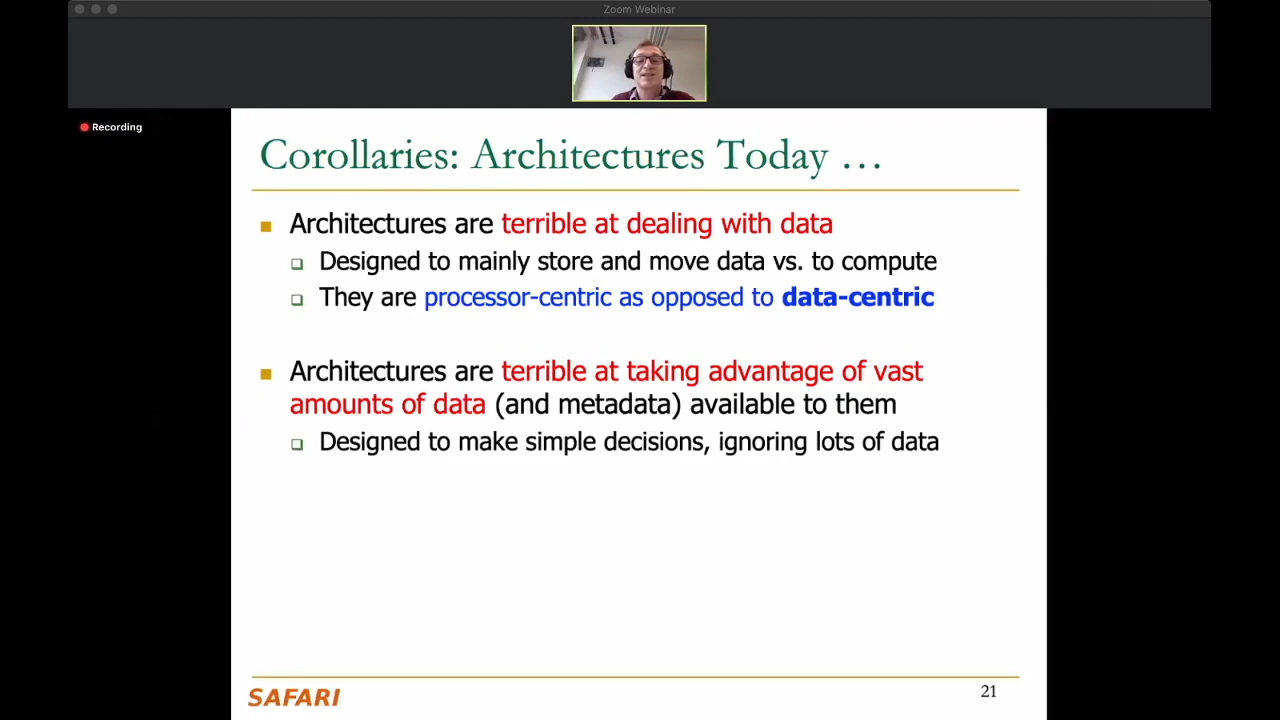 Zoom Webinar
Recording
Corollaries: Architectures Today …
Architectures are terrible at dealing with data
Designed to mainly store and move data vs. to compute
They are processor-centric as opposed to data-centric
Architectures are terrible at taking advantage of vast
amounts of data (and metadata) available to them
Designed to make simple decisions, ignoring lots of data
SAFARI
21